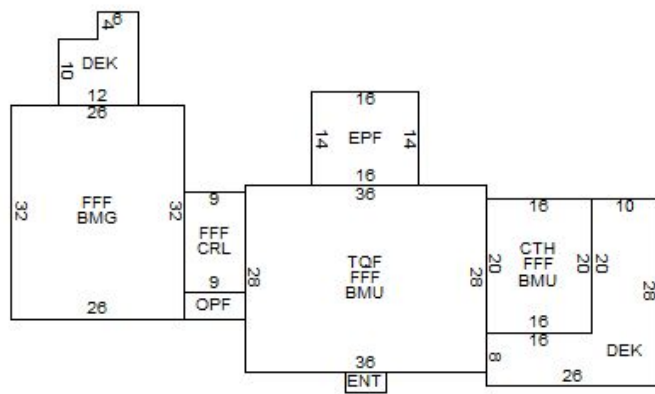 6
4
DEK
10
12
26
16
14
EPF
14
16
36
32
FFF
BMG
32
9
FFF
CRL
9
OPF
26
28
TQF
FFF
BMU
28
36
ENT
16
10
20
CTH
FFF
BMU
20
20
28
16
16
8
DEK
26